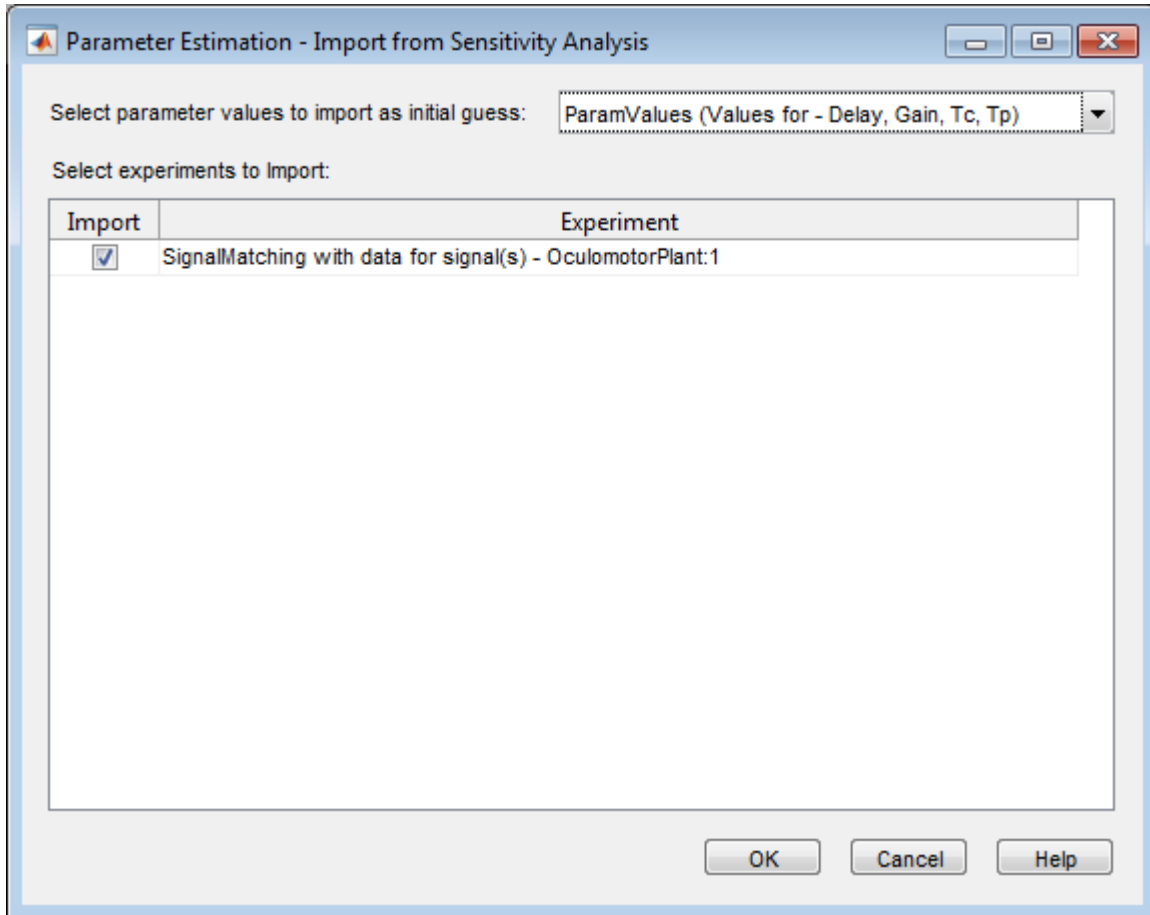 Parameter Estimation - Import from Sensitivity Analysis
Select parameter values to import as initial guess: ParamValues (Values for - Delay, Gain, Tc, Tp)
Select experiments to Import:
Import Experiment
SignalMatching with data for signal(s) - OculomotorPlant:1
OK Cancel Help